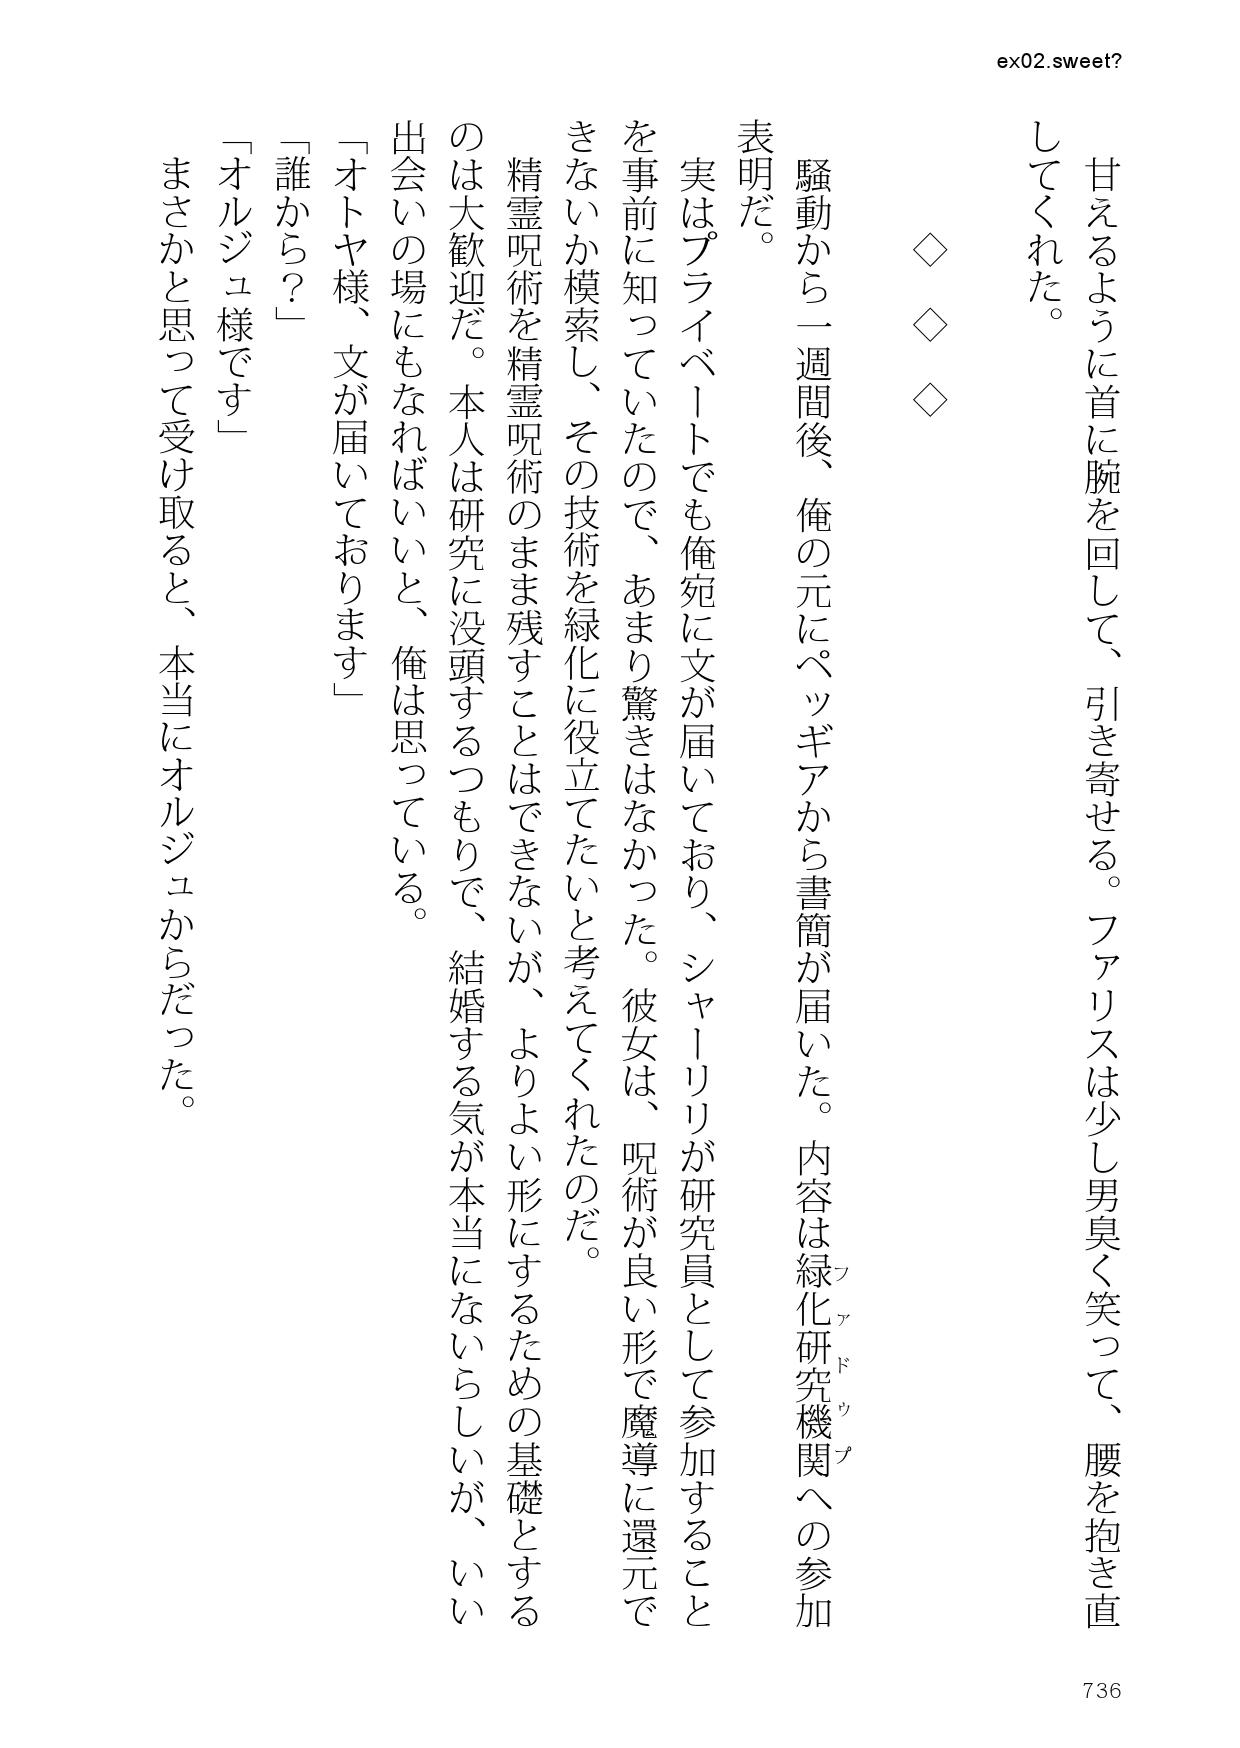 ex02.sweet?
　甘えるように首に腕を回して、引き寄せる。ファリスは少し男臭く笑って、腰を抱き直
してくれた。
◇　◇　◇
　騒動から一週間後、俺の元にペッギアから書簡が届いた。内容は緑化研究機関への参加
ファドゥプ
表明だ。
　実はプライベートでも俺宛に文が届いており、シャーリリが研究員として参加すること
を事前に知っていたので、あまり驚きはなかった。彼女は、呪術が良い形で魔導に還元で
きないか模索し、その技術を緑化に役立てたいと考えてくれたのだ。
　精霊呪術を精霊呪術のまま残すことはできないが、よりよい形にするための基礎とする
のは大歓迎だ。本人は研究に没頭するつもりで、結婚する気が本当にないらしいが、いい
出会いの場にもなればいいと、俺は思っている。
「オトヤ様、文が届いております」
「誰から？」
「オルジュ様です」
　まさかと思って受け取ると、本当にオルジュからだった。
736